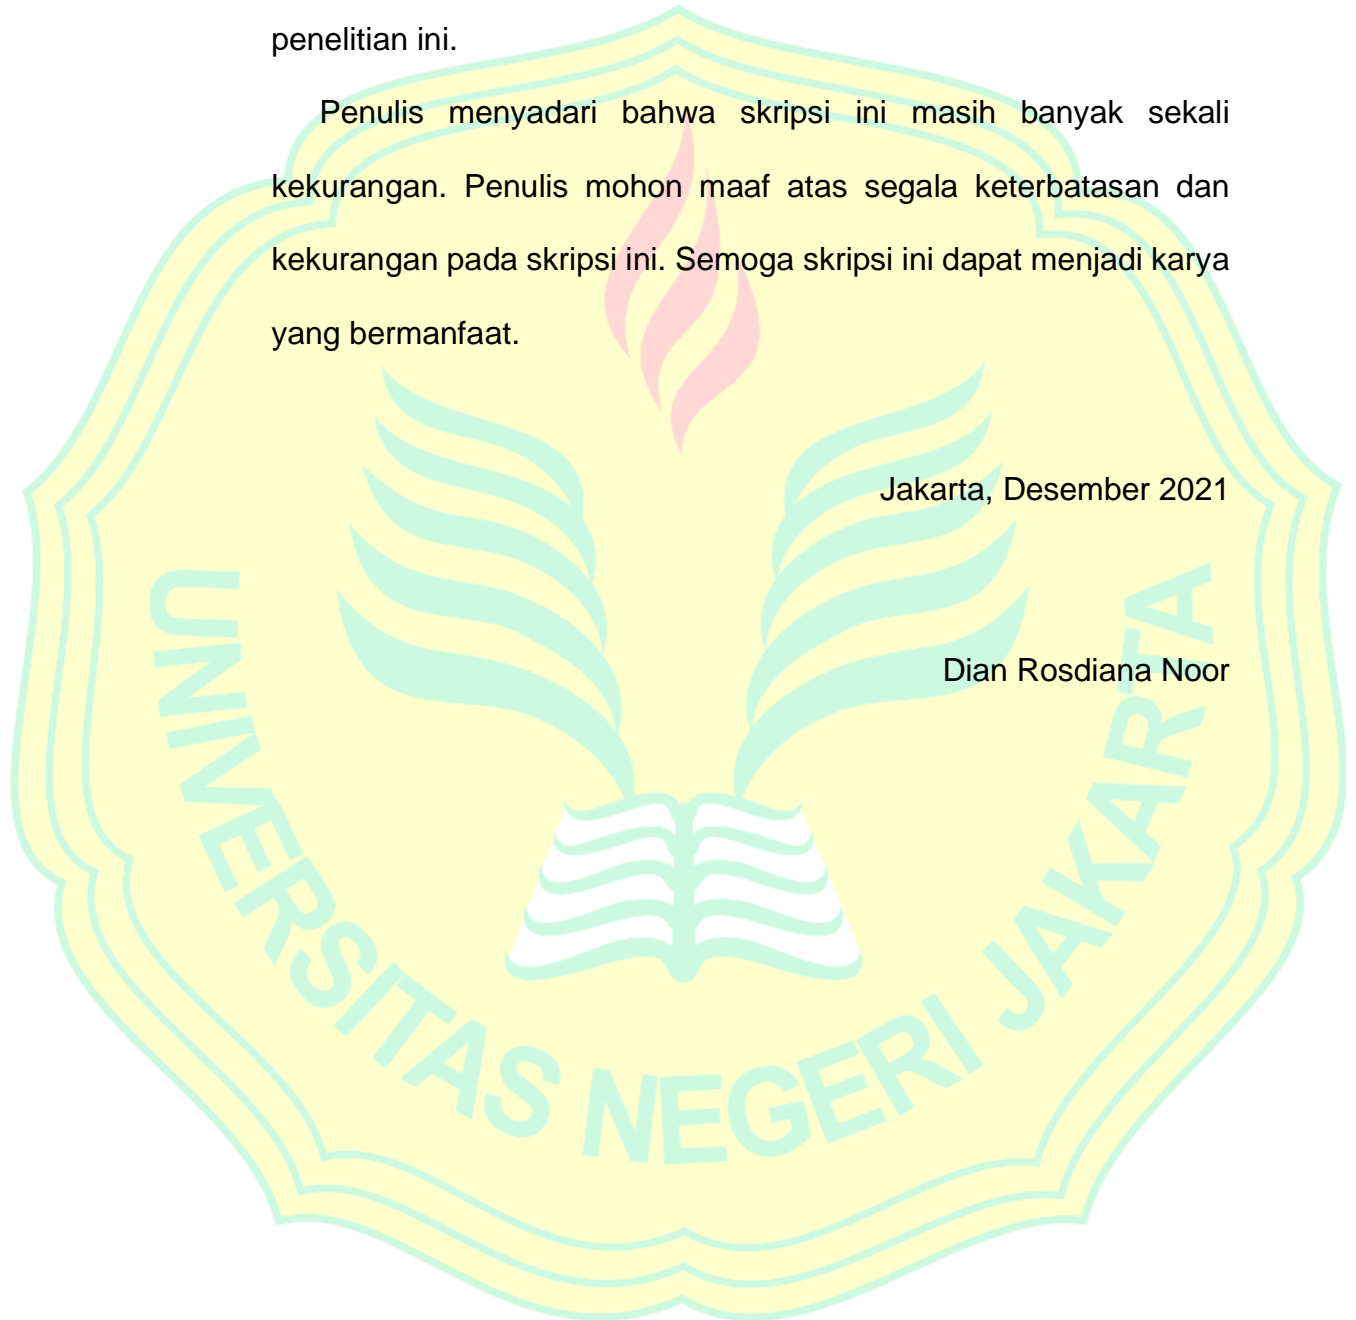 penelitian ini.
Penulis menyadari bahwa skripsi ini masih banyak sekali
kekurangan. Penulis mohon maaf atas segala keterbatasan dan
kekurangan pada skripsi ini. Semoga skripsi ini dapat menjadi karya
yang bermanfaat.
Jakarta, Desember 2021
Dian Rosdiana Noor
UNIVERSITAS NEGERI JAKARTA